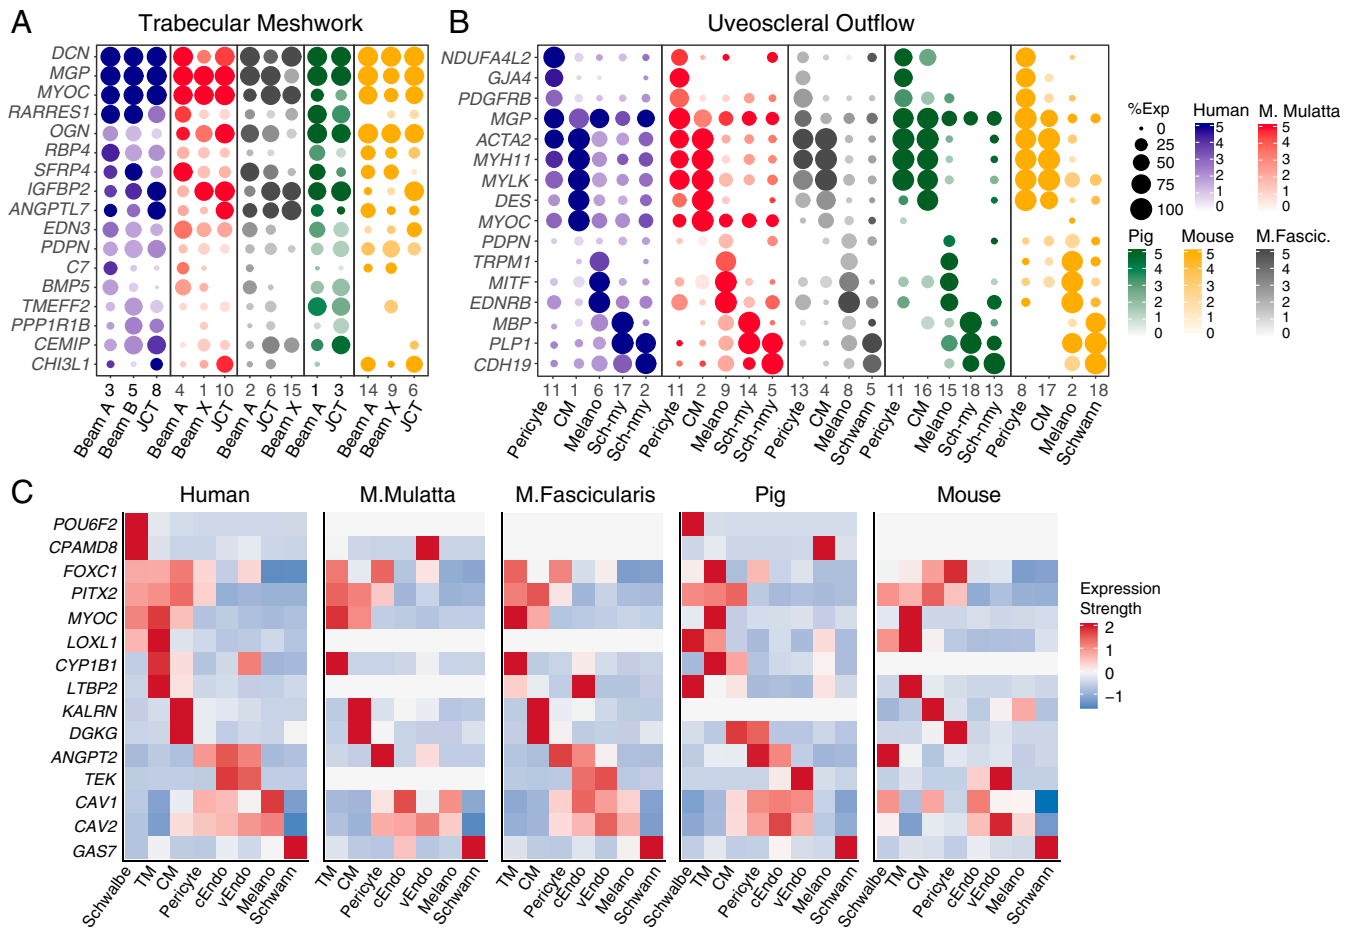 A
Trabecular Meshwork
DCN
MGP
MYOC
RARRES1
OGN
RBP4
SFRP4
IGFBP2
ANGPTL7
EDN3
PDPN
C7
BMP5
TMEFF2
PPP1R1B
CEMIP
CHI3L1
3 5 8 4 1 10 2 6 15 1 3 14 9 6
Beam A
Beam B
JCT
Beam A
Beam X
JCT
Beam A
JCT
Beam X
Beam A
JCT
Beam A
Beam X
JCT
B
Uveoscleral Outflow
NDUFA4L2
GJA4
PDGFRB
MGP
ACTA2
MYH11
MYLK
DES
MYOC
PDPN
TRPM1
MITF
EDNRB
MBP
PLP1
CDH19
11 1 6 17 2 11 2 9 14 5 13 4 8 5 11 16 15 18 13 8 17 2 18
Pericyte
CM
Melano
Sch-my
Sch-nmy
Pericyte
CM
Melano
Sch-my
Sch-nmy
Pericyte
CM
Melano
Schwann
Pericyte
CM
Melano
Sch-my
Sch-nmy
Pericyte
CM
Melano
Schwann
%Exp
0
25
50
75
100
Human
5
4
3
2
1
0
M. Mulatta
5
4
3
2
1
0
Pig
5
4
3
2
1
0
Mouse
5
4
3
2
1
0
M.Fascic.
5
4
3
2
1
0
C
Human
M.Mulatta
M.Fascicularis
Pig
Mouse
POU6F2
CPAMD8
FOXC1
PITX2
MYOC
LOXL1
CYP1B1
LTBP2
KALRN
DGKG
ANGPT2
TEK
CAV1
CAV2
GAS7
Schwalbe
TM
CM
Pericyte
cEndo
vEndo
Melano
Schwann
TM
CM
Pericyte
cEndo
vEndo
Melano
Schwann
TM
CM
Pericyte
cEndo
vEndo
Melano
Schwann
Schwalbe
TM
CM
Pericyte
cEndo
vEndo
Melano
Schwann
Schwalbe
TM
CM
Pericyte
cEndo
vEndo
Melano
Schwann
Expression
Strength
2
1
0
−1